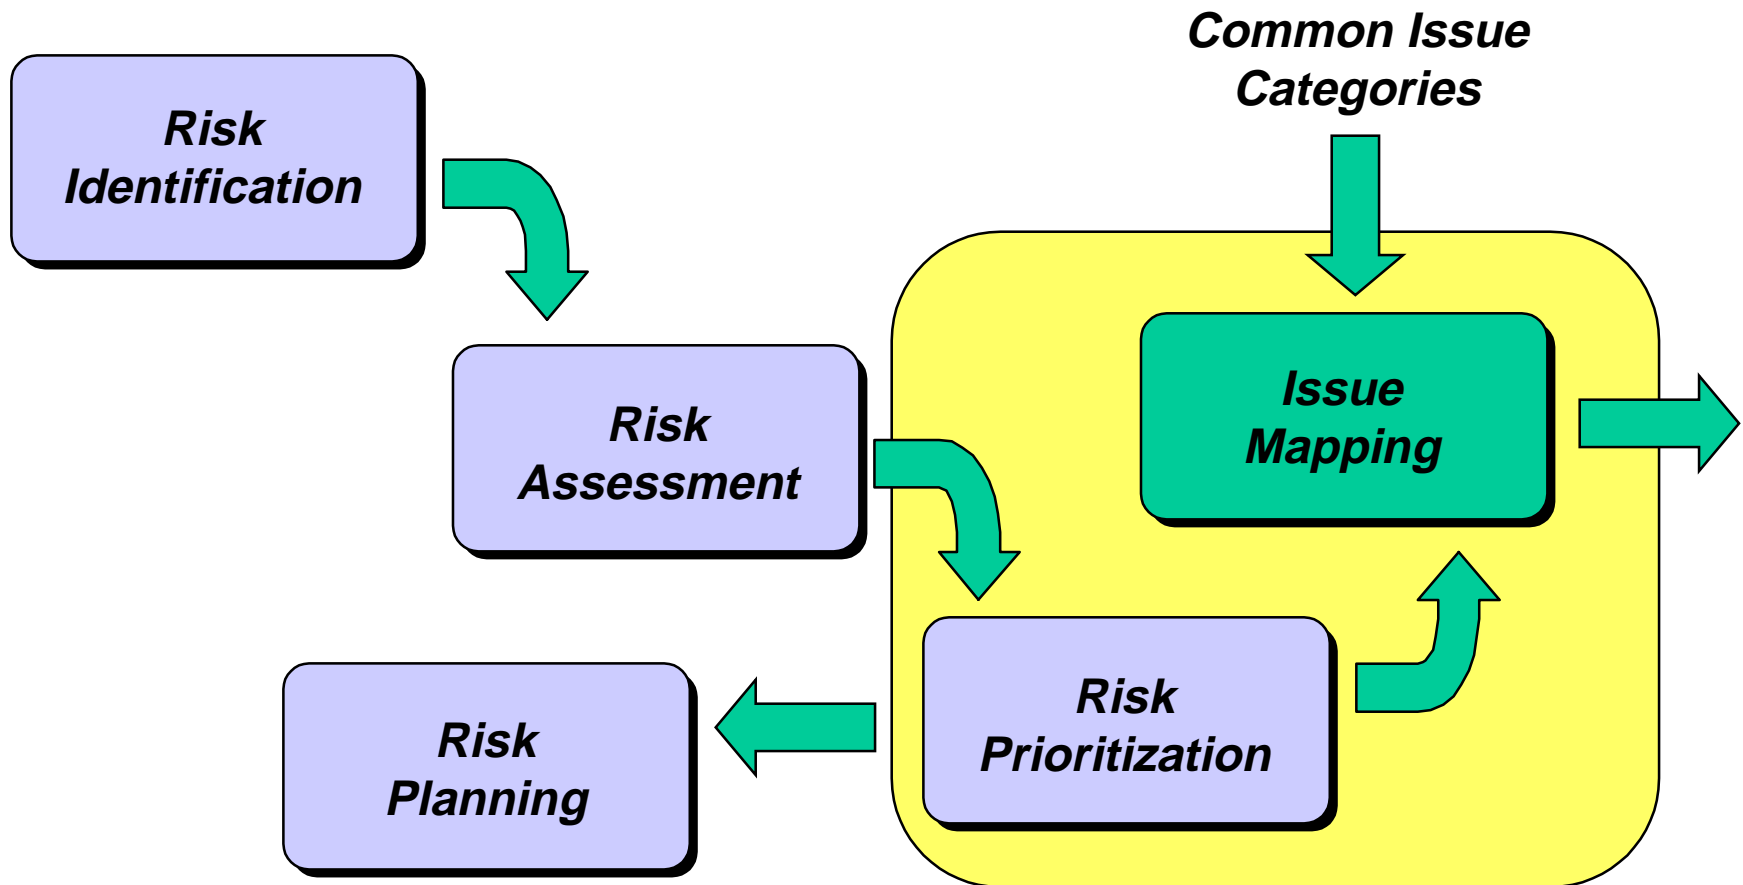 Common Issue
Categories
Risk
Identification
Risk
Assessment
Issue
Mapping
Risk
Prioritization
Risk
Planning